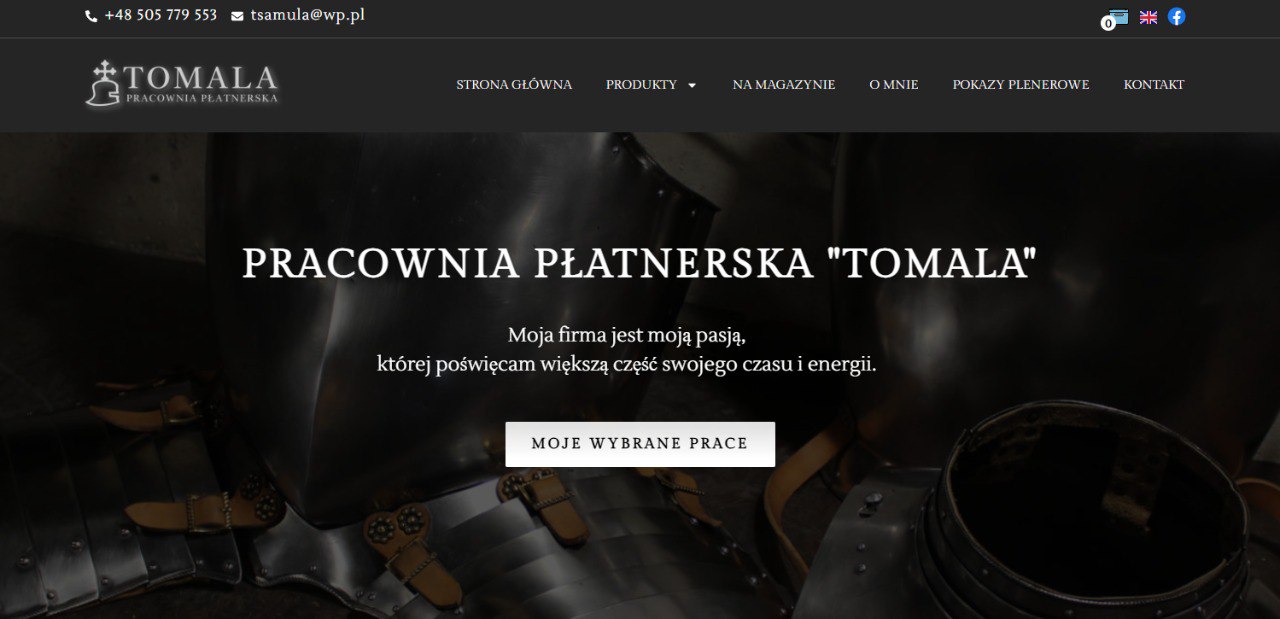 +48 505 779 553 tsamula@wp.pl
0
TOMALA
PRACOWNIA PŁATNERSKA
STRONA GŁÓWNA PRODUKTY NA MAGAZYNIE O MNIE POKAZY PLENEROWE KONTAKT
PRACOWNIA PŁATNERSKA "TOMALA"
Moja firma jest moją pasją,
której poświęcam większą część swojego czasu i energii.
MOJE WYBRANE PRACE